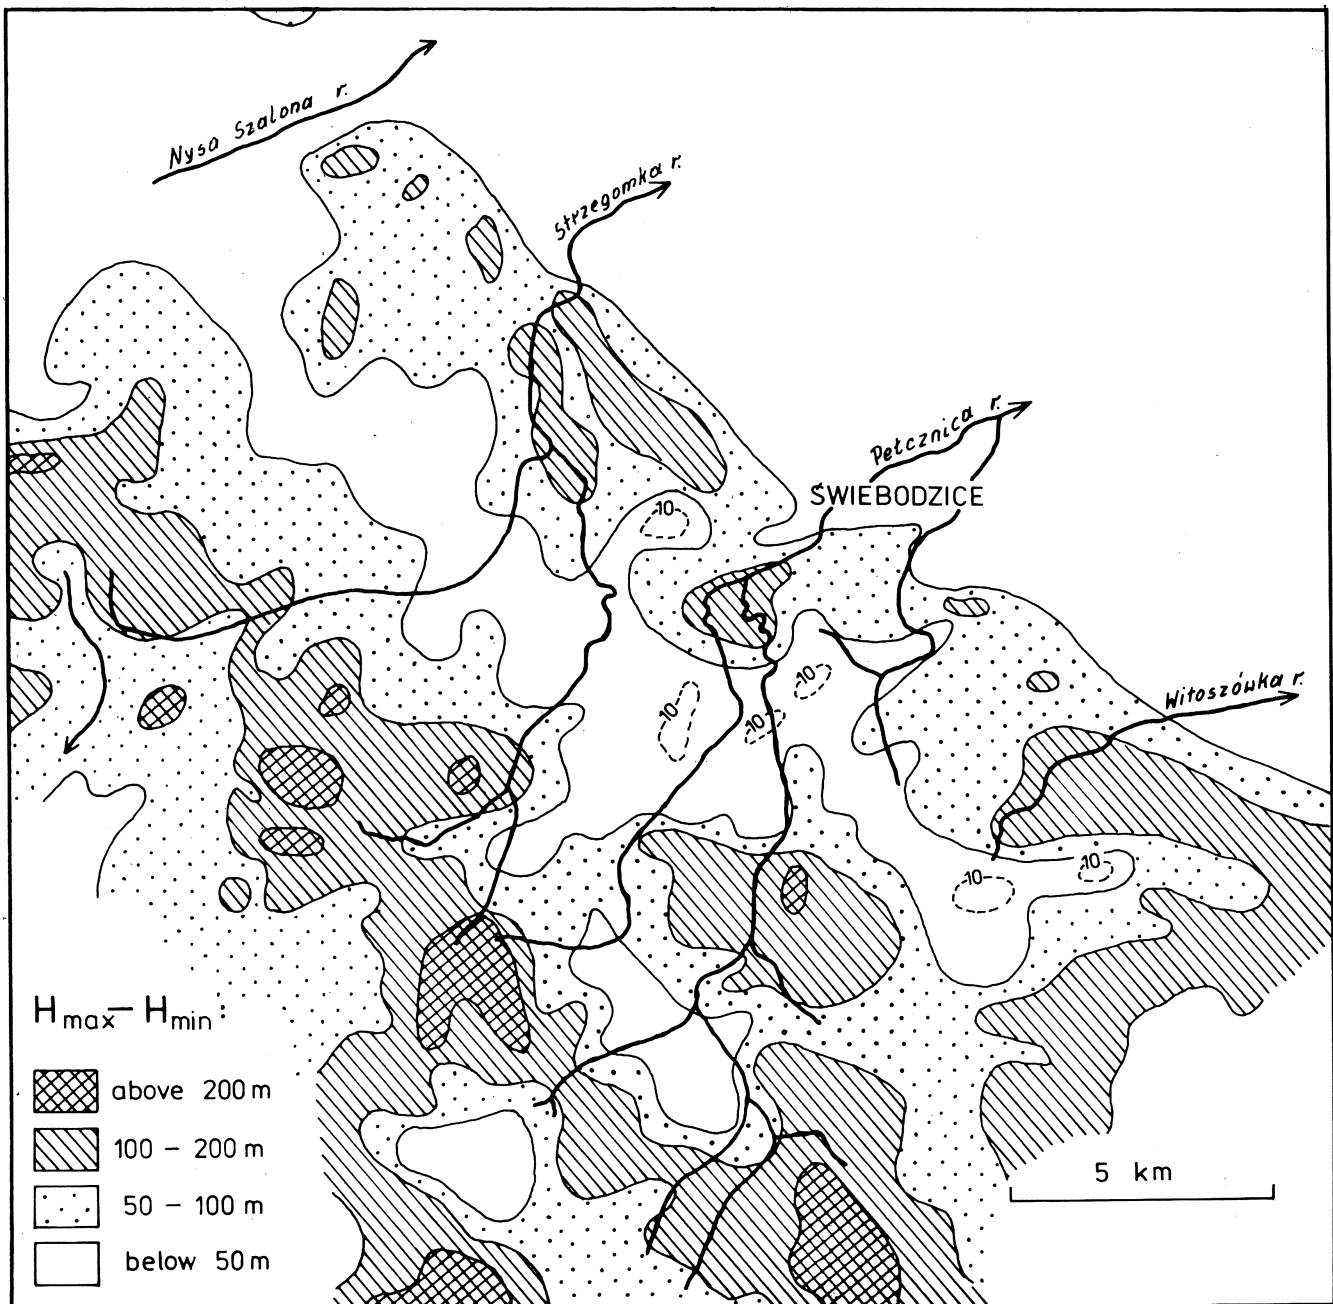 Nysa Szalona r.
Strzegomka r.
Pełcznica r.
ŚWIEBODZICE
10
10
10
10
Witoszówka r.
10
10
Hmax – Hmin
above 200 m
100 – 200 m
50 – 100 m
below 50 m
5 km